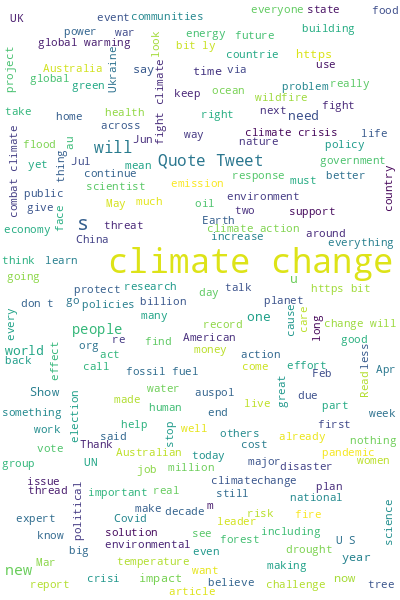 UK event communities everyone state food
power war building
global warming bit ly energy future
project Australia say look countrie https
global Ukraine time via use
green fight climate keep ocean problem really
take health wildfire next fight
combat climate home across right need
flood au Jun way climate crisis life
yet thing will nature policy
mean Quote Tweet government
continue scientist Jul response must better
public emission environment country
give face May much oil two support
economy s threat Earth climate action around
China increase everything
think learn climate change
going u https bit
protect research day talk planet
don t go policies billion cause care long change will
every people many record one good
world org re find American
back effect act money action less
call fossil fuel come effort Feb Read Apr
Show water auspol great due
something election made human live part week
work help stop end first
vote said well others already nothing
group Thank Australian today cost pandemic
UN job million major disaster women
issue climatechange plan
thread political important real still national science
expert Covid make decade m risk fire
know solution leader including U S
big environmental see forest drought year
new Mar temperature even making
crisi impact want believe challenge now tree
report article